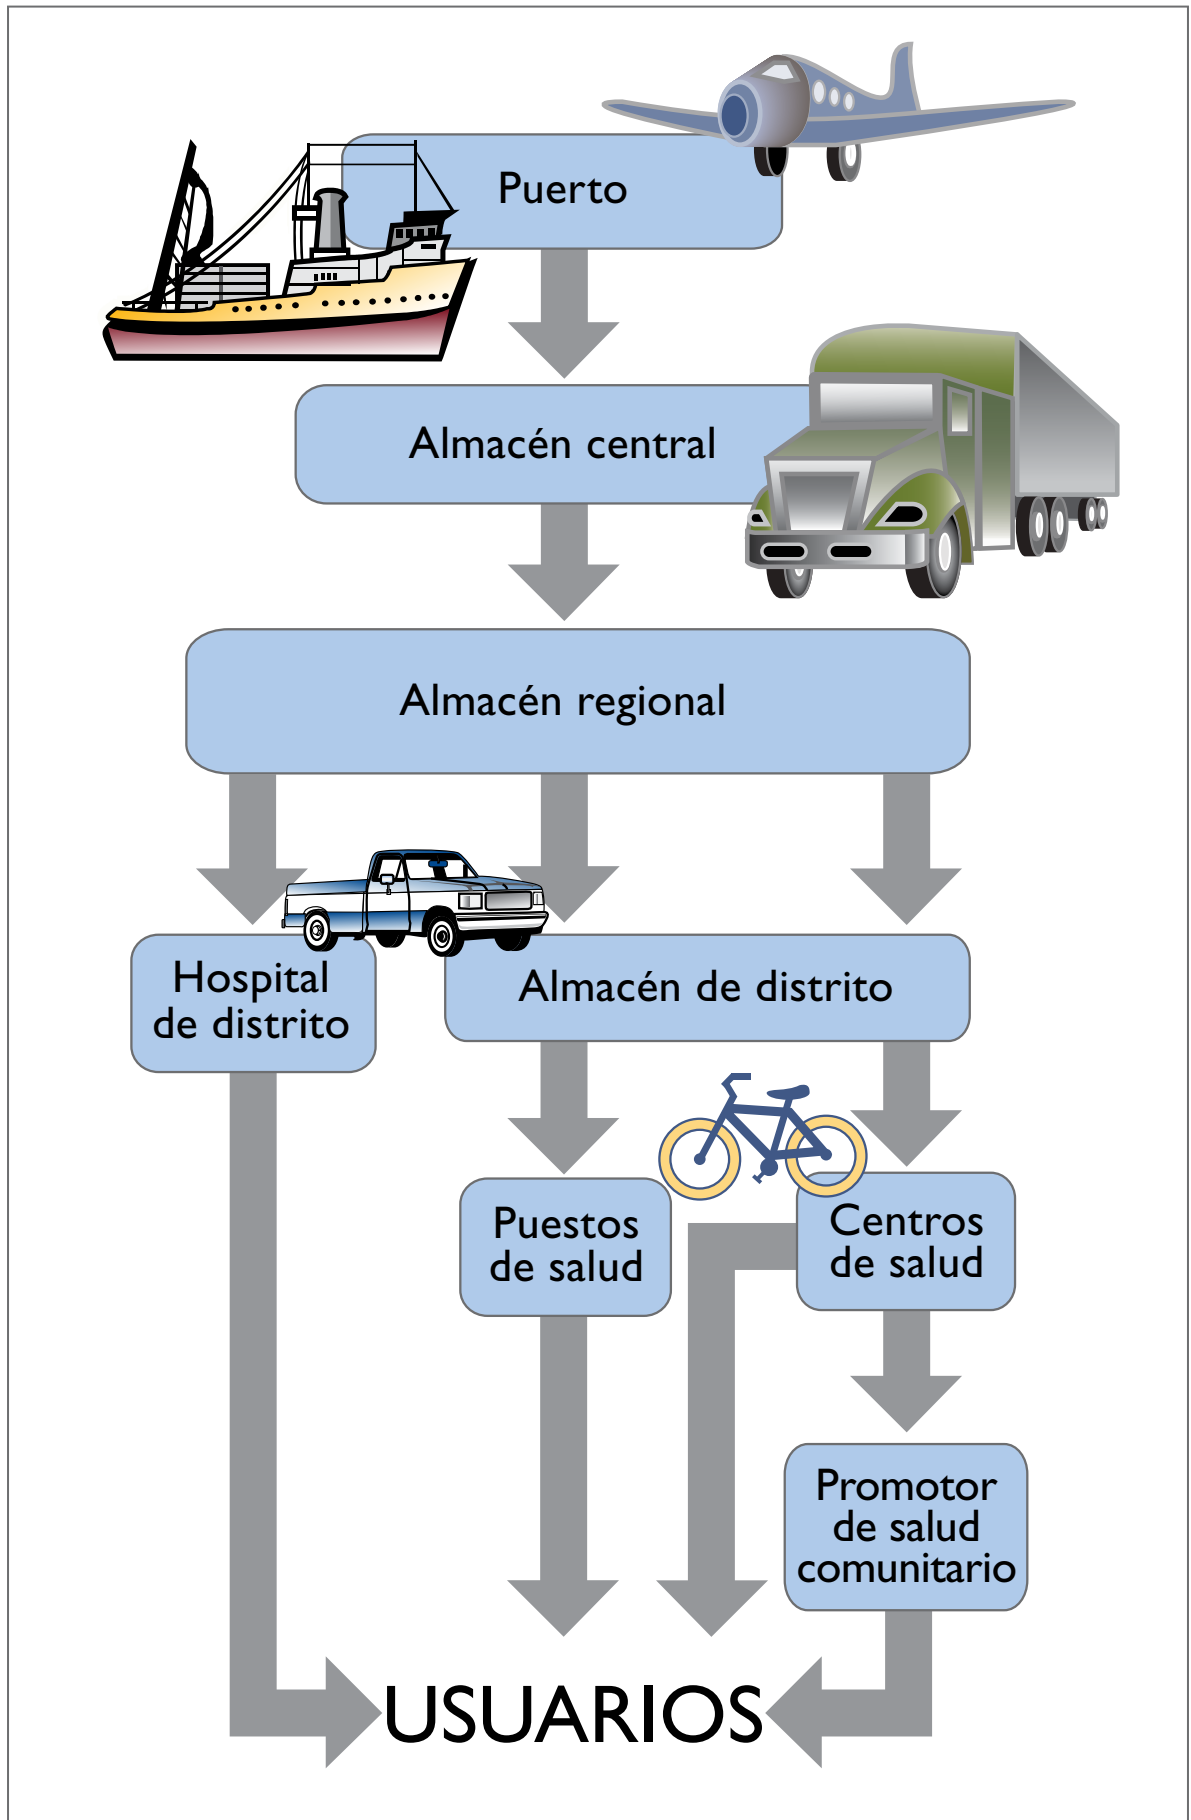 Puerto
Almacén central
Almacén regional
Hospital
de distrito
Almacén de distrito
Puestos
de salud
Centros
de salud
Promotor
de salud
comunitario
USUARIOS